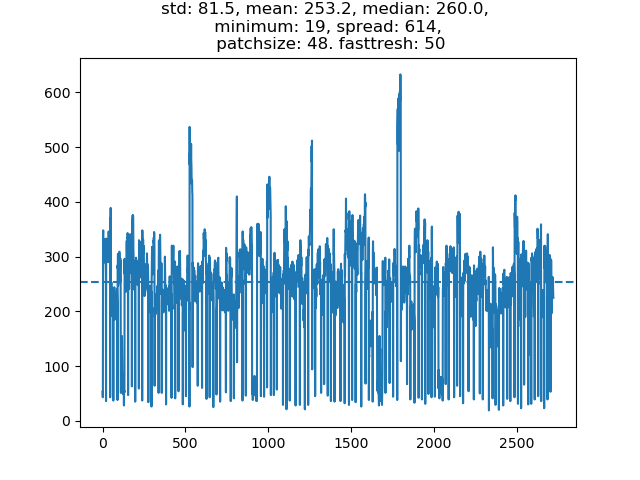 std: 81.5, mean: 253.2, median: 260.0,
minimum: 19, spread: 614,
patchsize: 48. fasttresh: 50
600
500
400
300
200
100
0
0 500 1000 1500 2000 2500